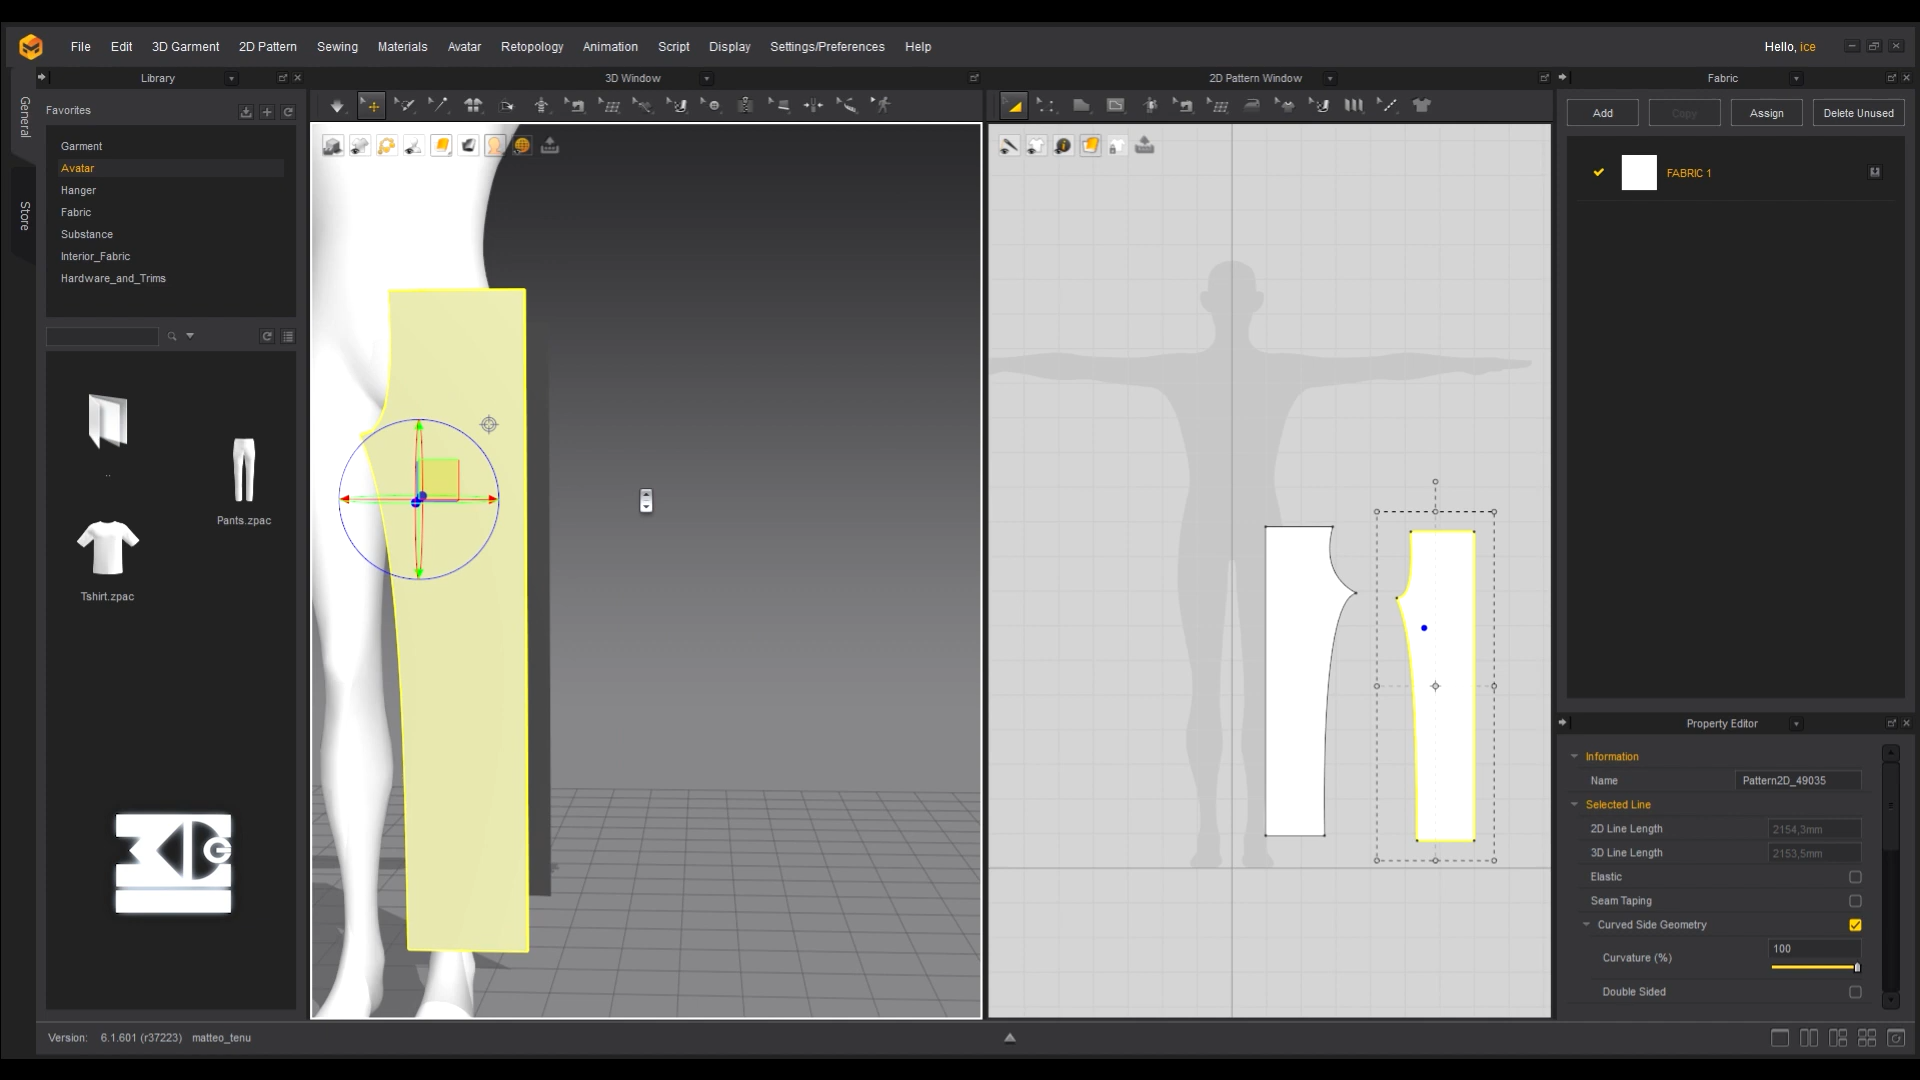 File Edit 3D Garment 2D Pattern Sewing Materials Avatar Retopology Animation Script Display Settings/Preferences Help Hello, ice
Library 3D Window 2D Pattern Window Fabric
General
Store
Favorites
Garment
Avatar
Hanger
Fabric
Substance
Interior_Fabric
Hardware_and_Trims
..
Pants.zpac
Tshirt.zpac
3DG
Add Copy Assign Delete Unused
FABRIC 1
Property Editor
Information
Name Pattern2D_49035
Selected Line
2D Line Length 2154,3mm
3D Line Length 2153,5mm
Elastic
Seam Taping
Curved Side Geometry
Curvature (%) 100
Double Sided
Version: 6.1.601 (r37223) matteo_tenu